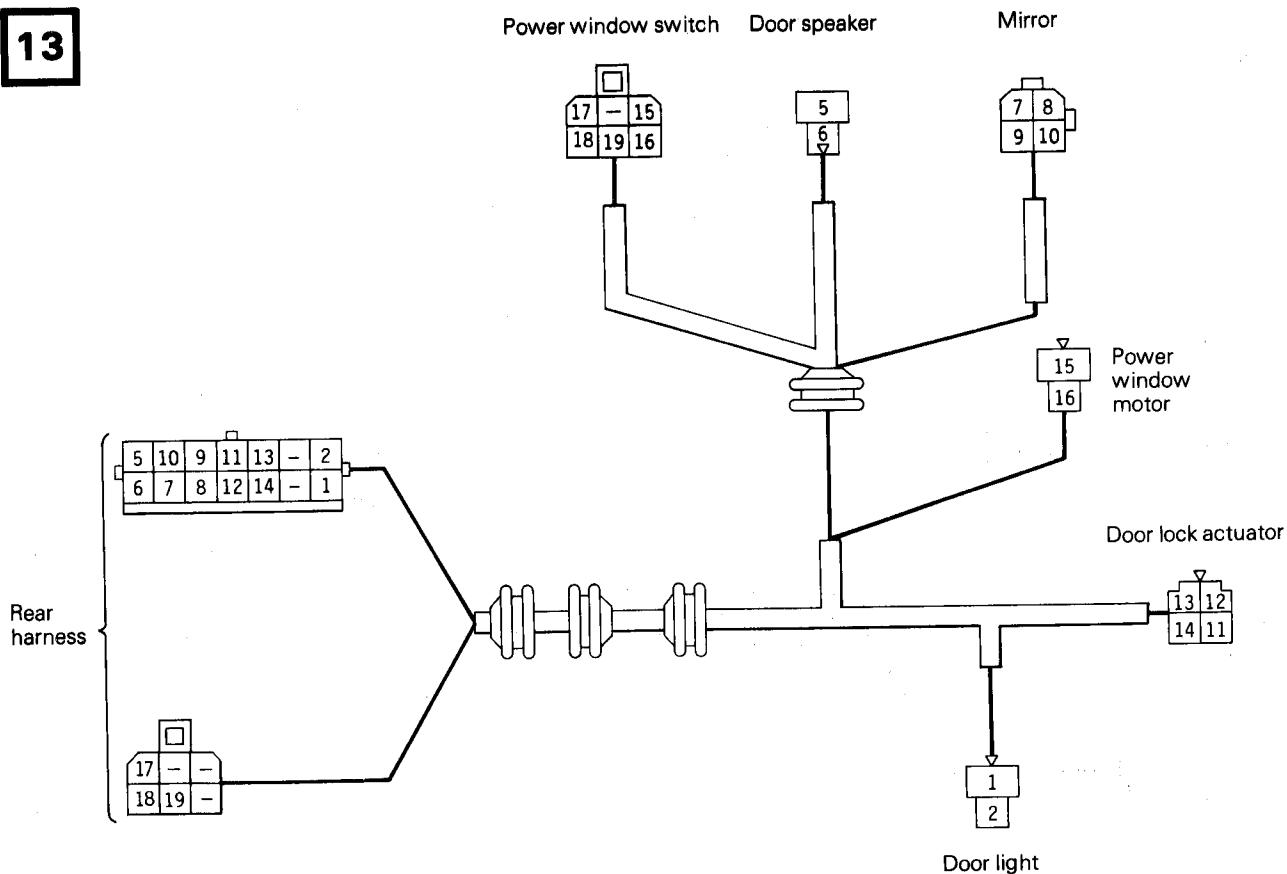 13
Power window switch
Door speaker
Mirror
17 – 15
18 19 16
5
6
7 8
9 10
15
16
Power
window
motor
5 10 9 11 13 – 2
6 7 8 12 14 – 1
Door lock actuator
13 12
14 11
Rear
harness
17 – –
18 19 –
1
2
Door light